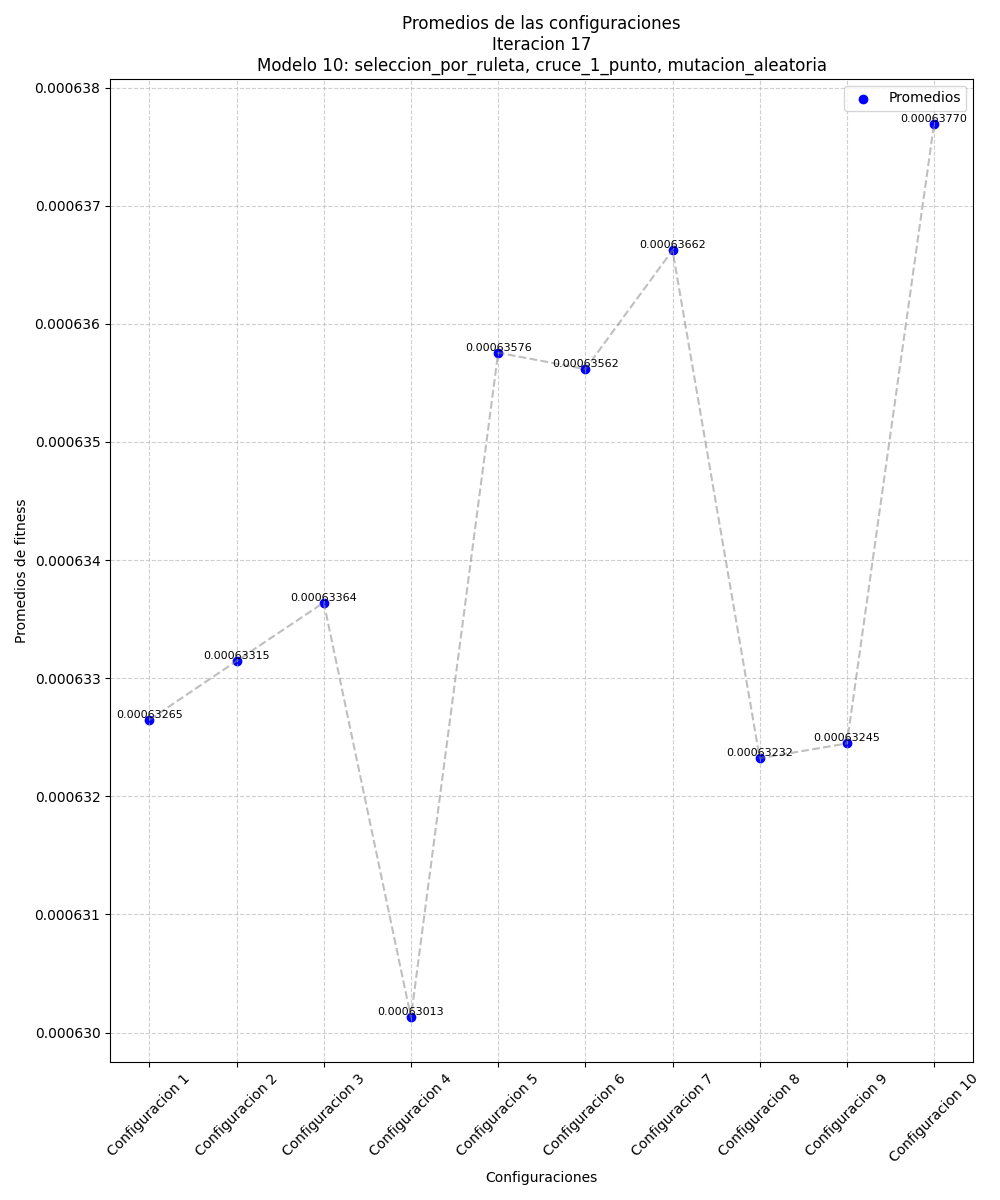 Promedios de las configuraciones
Iteracion 17
Modelo 10: seleccion_por_ruleta, cruce_1_punto, mutacion_aleatoria
Promedios
0.000638
0.000637
0.000636
0.000635
0.000634
0.000633
0.000632
0.000631
0.000630
Promedios de fitness
0.00063265
0.00063315
0.00063364
0.00063013
0.00063576
0.00063562
0.00063662
0.00063232
0.00063245
0.00063770
Configuracion 1
Configuracion 2
Configuracion 3
Configuracion 4
Configuracion 5
Configuracion 6
Configuracion 7
Configuracion 8
Configuracion 9
Configuracion 10
Configuraciones